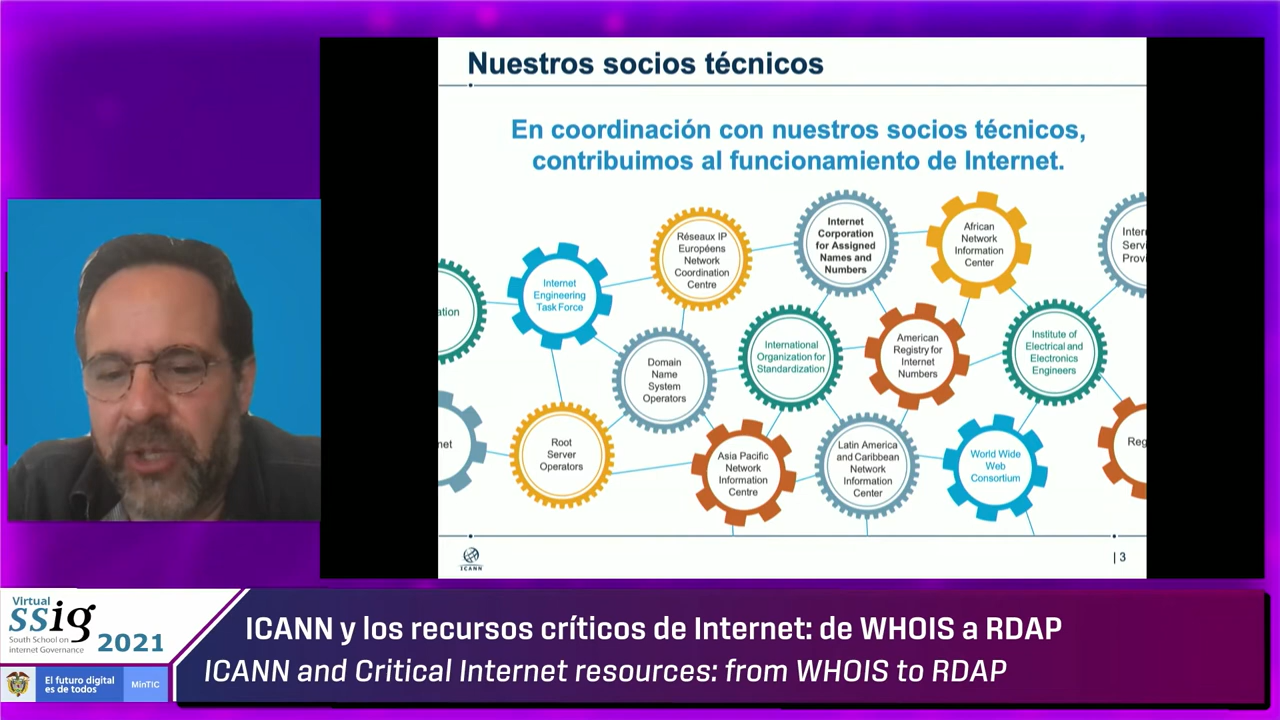 Nuestros socios técnicos
En coordinación con nuestros socios técnicos,
contribuimos al funcionamiento de Internet.
Internet
Engineering
Task Force
Réseaux IP
Européens
Network
Coordination
Centre
Internet
Corporation
for Assigned
Names and
Numbers
African
Network
Information
Center
Domain
Name
System
Operators
International
Organization for
Standardization
American
Registry for
Internet
Numbers
Institute of
Electrical and
Electronics
Engineers
Root
Server
Operators
Asia Pacific
Network
Information
Centre
Latin America
and Caribbean
Network
Information
Center
World Wide
Web
Consortium
ICANN
| 3
Virtual
ssig
South School on
internet Governance
2021
El futuro digital
es de todos
MinTIC
ICANN y los recursos críticos de Internet: de WHOIS a RDAP
ICANN and Critical Internet resources: from WHOIS to RDAP